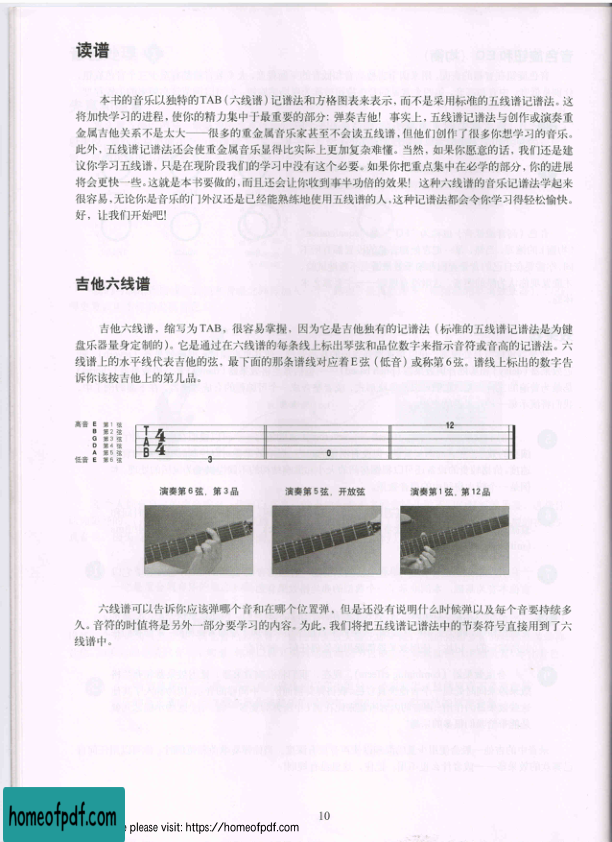 读谱
本书的音乐以独特的TAB(六线谱)记谱法和方格图表来表示,而不是采用标准的五线谱记谱法。这
将加快学习的进程,使你的精力集中于最重要的部分:弹奏吉他!事实上,五线谱记谱法与创作或演奏重
金属吉他关系不是太大——很多的重金属音乐家甚至不会读五线谱,但他们创作了很多你想学习的音乐。
此外,五线谱记谱法还会使重金属音乐显得比实际上更加复杂难懂。当然,如果你愿意的话,我们还是建
议你学习五线谱,只是在现阶段我们的学习中没有这个必要。如果你把重点集中在必学的部分,你的进展
将会更快一些。这就是本书要做的,而且还会让你收到事半功倍的效果!这种六线谱的音乐记谱法学起来
很容易,无论你是音乐的门外汉还是已经能熟练地使用五线谱的人,这种记谱法都会令你学习得轻松愉快。
好,让我们开始吧!
吉他六线谱
吉他六线谱,缩写为TAB,很容易掌握,因为它是吉他独有的记谱法(标准的五线谱记谱法是为键
盘乐器量身定制的)。它是通过在六线谱的每条线上标出琴弦和品位数字来指示音符或音高的记谱法。六
线谱上的水平线代表吉他的弦,最下面的那条谱线对应着E弦(低音)或称第6弦,谱线上标出的数字告
诉你该按吉他上的第几品。
高音 E 第1弦
B 第2弦
G 第3弦
D 第4弦
A 第5弦
低音 E 第6弦
TAB 4/4 3 0 12
演奏第6弦,第3品 演奏第5弦,开放弦 演奏第1弦,第12品
六线谱可以告诉你应该弹哪个音和在哪个位置弹,但是还没有说明什么时候弹以及每个音要持续多
久。音符的时值将是另外一部分要学习的内容。为此,我们将把五线谱记谱法中的节奏符号直接用到了六
线谱中。
10
homeofpdf.com
please visit: https://homeofpdf.com